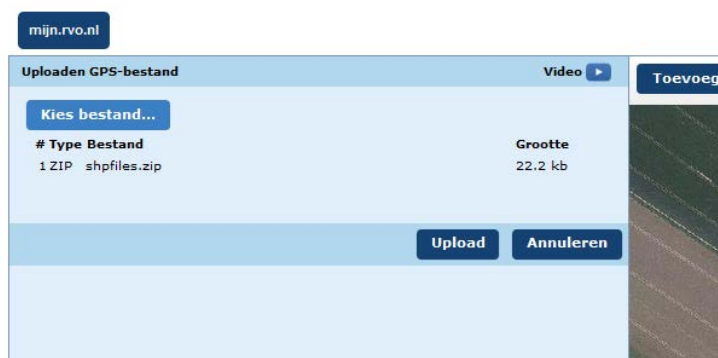 mijn.rvo.nl
Uploaden GPS-bestand Video
Toevoeg
Kies bestand...
# Type Bestand Grootte
1 ZIP shpfiles.zip 22.2 kb
Upload Annuleren